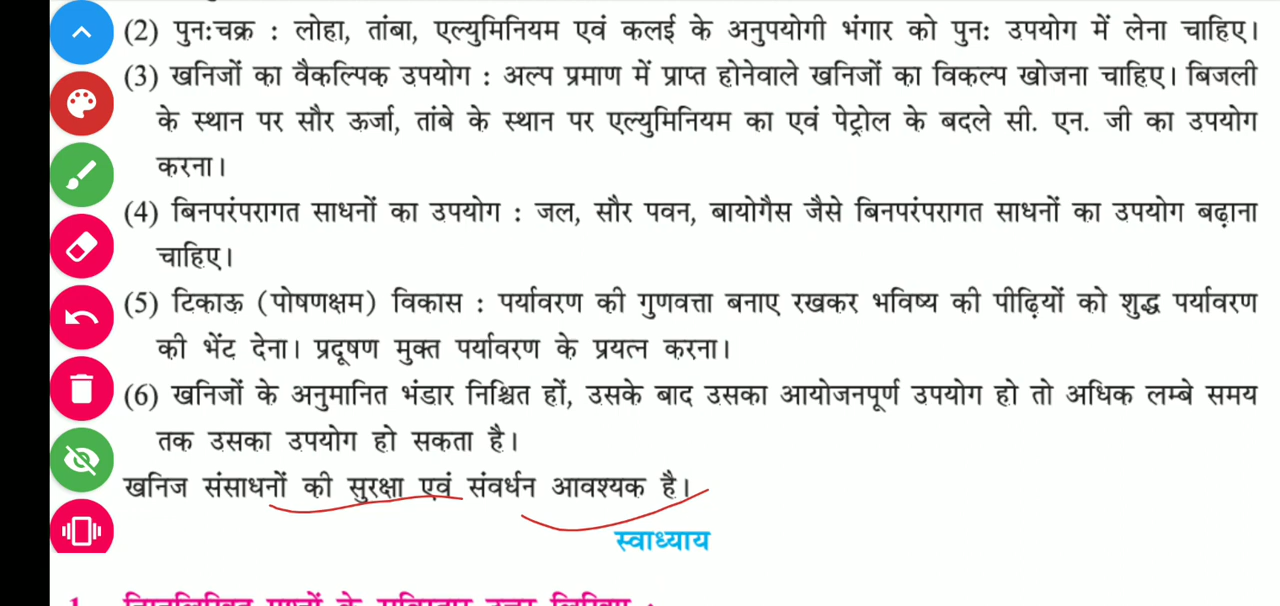 (2) पुनःचक्र : लोहा, तांबा, एल्युमिनियम एवं कलई के अनुपयोगी भंगार को पुनः उपयोग में लेना चाहिए।
(3) खनिजों का वैकल्पिक उपयोग : अल्प प्रमाण में प्राप्त होनेवाले खनिजों का विकल्प खोजना चाहिए। बिजली
के स्थान पर सौर ऊर्जा, तांबे के स्थान पर एल्युमिनियम का एवं पेट्रोल के बदले सी. एन. जी का उपयोग
करना।
(4) बिनपरंपरागत साधनों का उपयोग : जल, सौर पवन, बायोगैस जैसे बिनपरंपरागत साधनों का उपयोग बढ़ाना
चाहिए।
(5) टिकाऊ (पोषणक्षम) विकास : पर्यावरण की गुणवत्ता बनाए रखकर भविष्य की पीढ़ियों को शुद्ध पर्यावरण
की भेंट देना। प्रदूषण मुक्त पर्यावरण के प्रयत्न करना।
(6) खनिजों के अनुमानित भंडार निश्चित हों, उसके बाद उसका आयोजनपूर्ण उपयोग हो तो अधिक लम्बे समय
तक उसका उपयोग हो सकता है।
खनिज संसाधनों की सुरक्षा एवं संवर्धन आवश्यक है।
स्वाध्याय